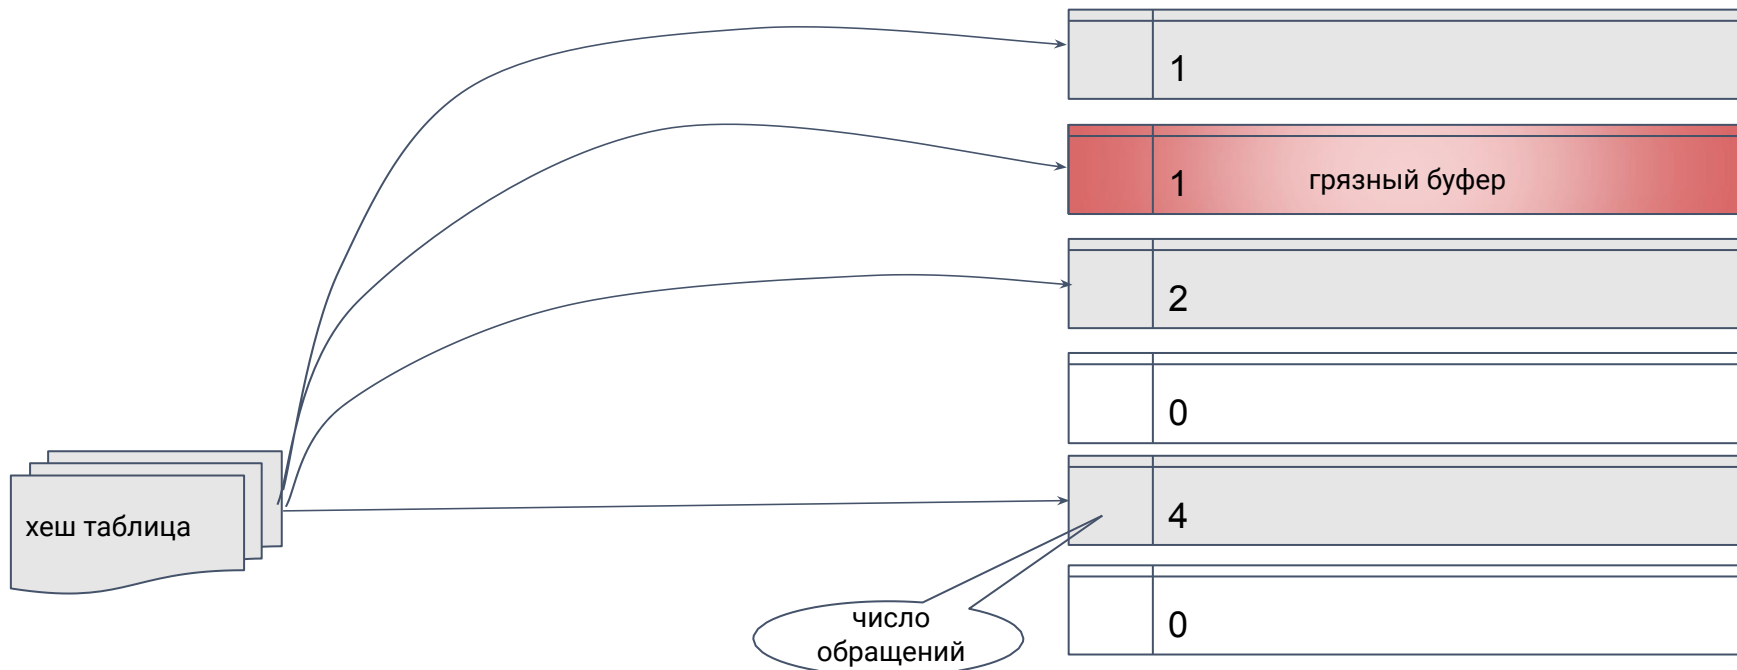 1
1 грязный буфер
2
0
4
хеш таблица
число
обращений
0